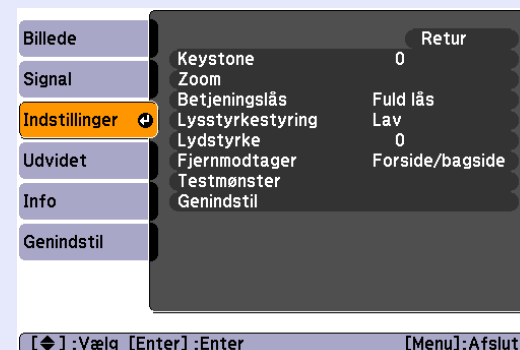 Billede
Signal
Indstillinger
Udvidet
Info
Genindstil
Retur
Keystone 0
Zoom
Betjeningslås Fuld lås
Lysstyrkestyring Lav
Lydstyrke 0
Fjernmodtager Forside/bagside
Testmønster
Genindstil
[◆] :Vælg [Enter] :Enter [Menu]:Afslut